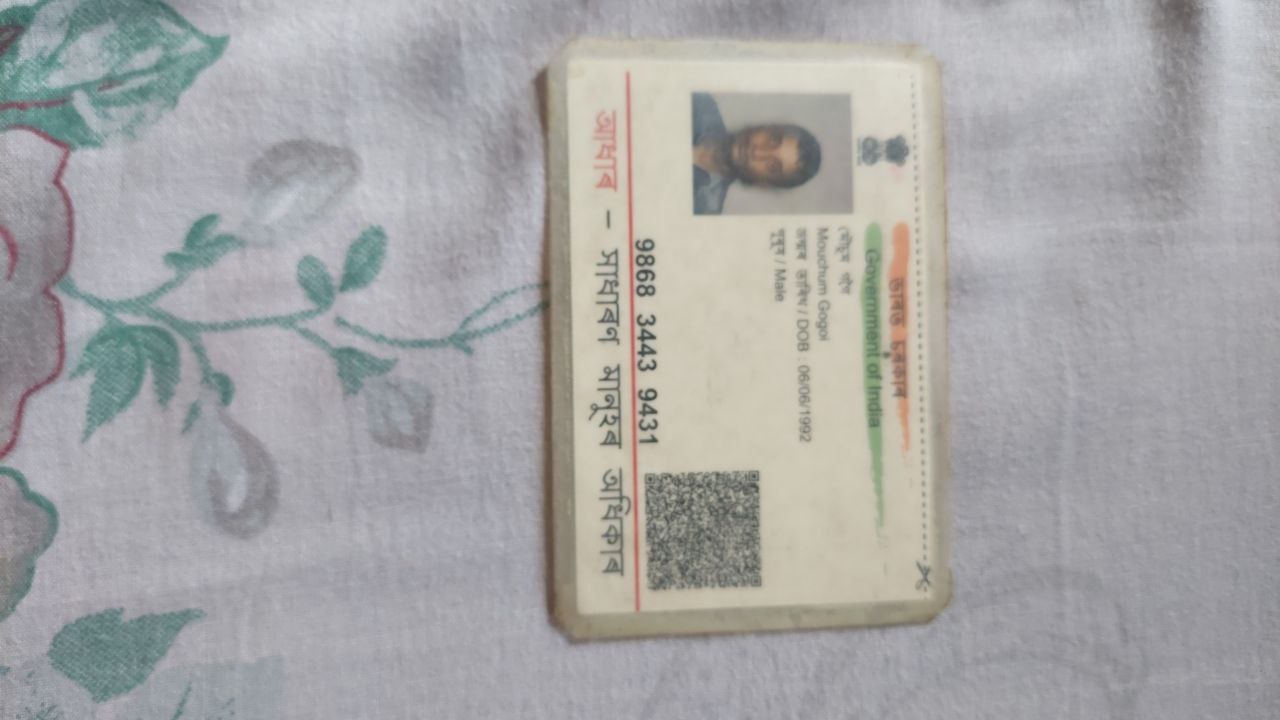 ভাৰত চৰকাৰ
Government of India
মৌচুম গগৈ
Mouchum Gogoi
জন্মৰ তাৰিখ / DOB : 06/06/1992
পুৰুষ / Male
9868 3443 9431
আধাৰ - সাধাৰণ মানুহৰ অধিকাৰ